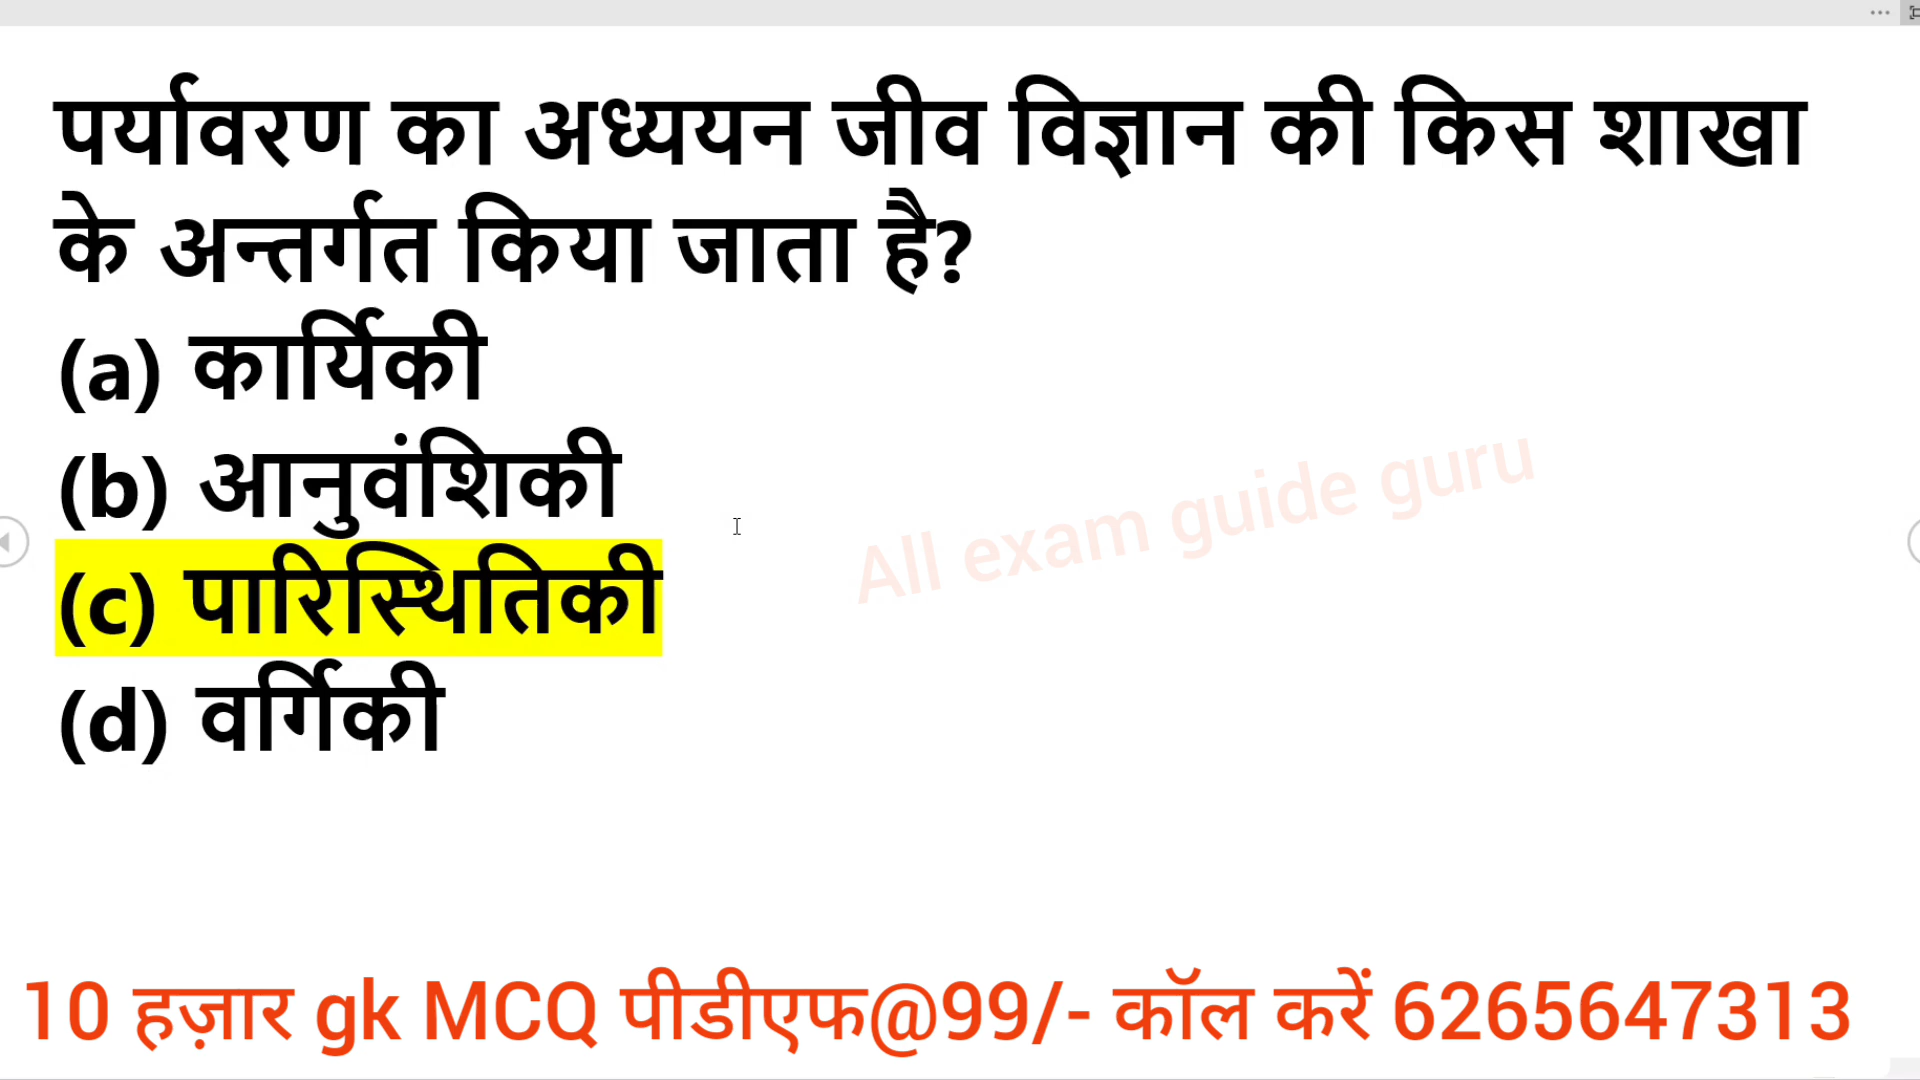 पर्यावरण का अध्ययन जीव विज्ञान की किस शाखा
के अन्तर्गत किया जाता है?
(a) कार्यिकी
(b) आनुवंशिकी
(c) पारिस्थितिकी
(d) वर्गिकी
All exam guide guru
10 हज़ार gk MCQ पीडीएफ@99/- कॉल करें 6265647313